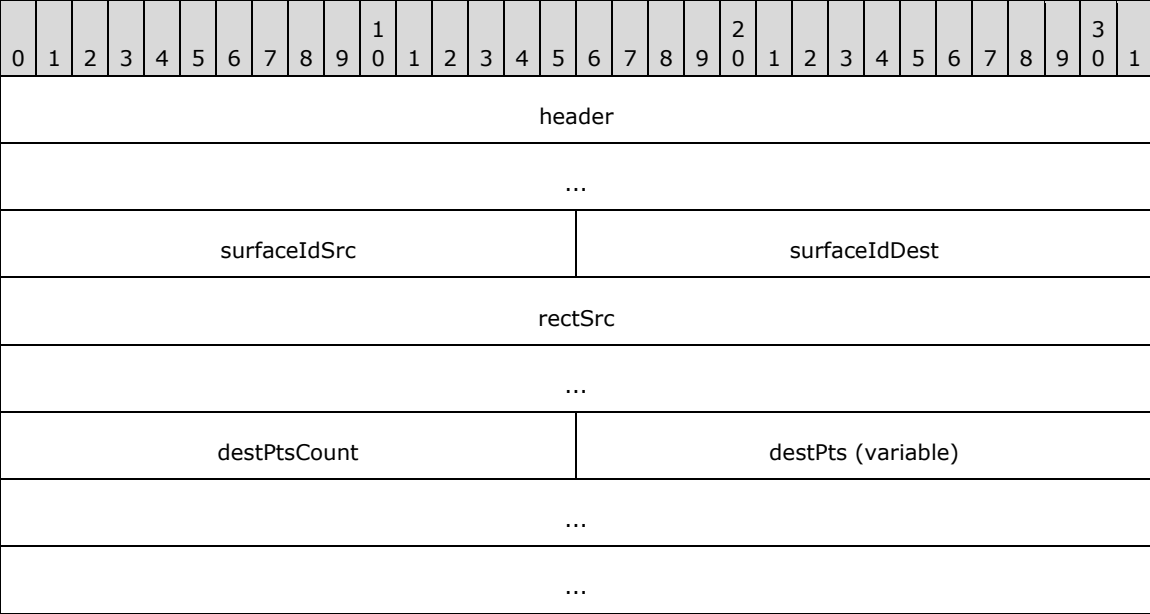 1 2 3
0 1 2 3 4 5 6 7 8 9 0 1 2 3 4 5 6 7 8 9 0 1 2 3 4 5 6 7 8 9 0 1
header
...
surfaceIdSrc surfaceIdDest
rectSrc
...
destPtsCount destPts (variable)
...
...